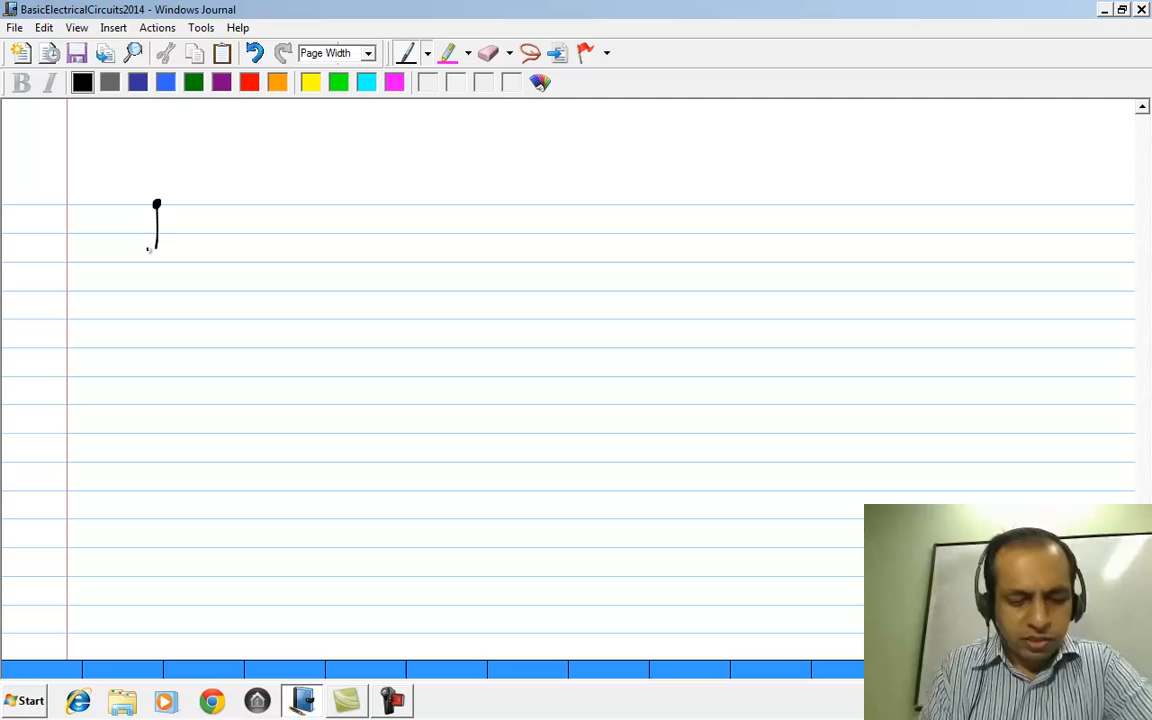 BasicElectricalCircuits2014 - Windows Journal
File Edit View Insert Actions Tools Help
Page Width
B I
Start